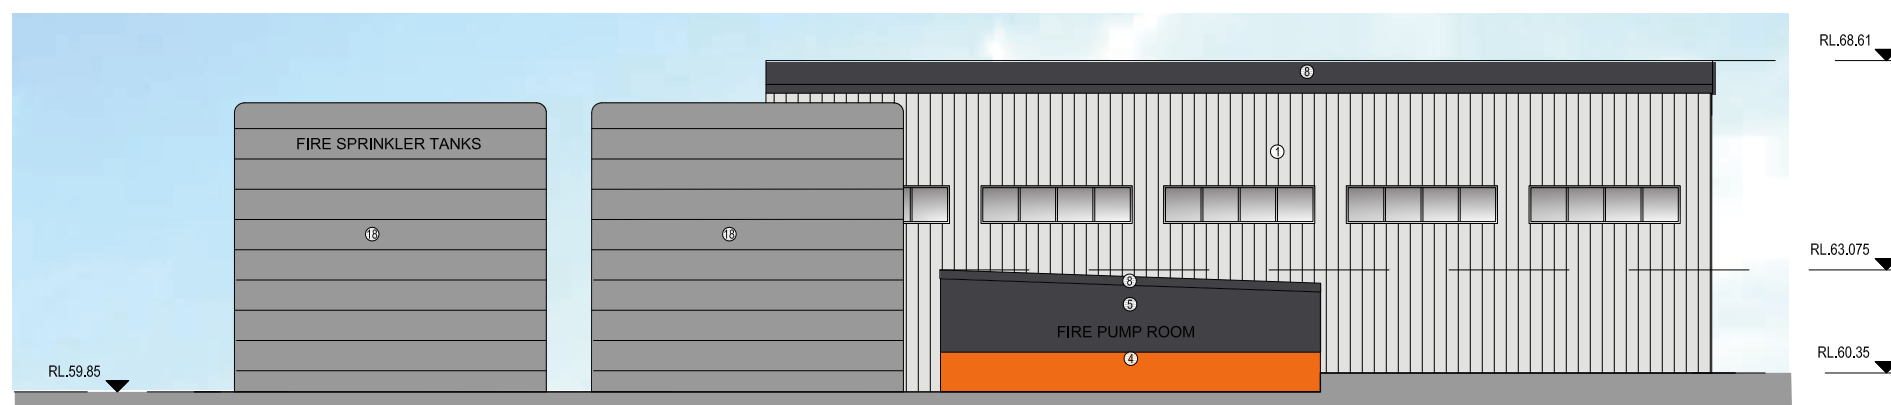 RL.68.61
8
FIRE SPRINKLER TANKS
1
18
18
RL.63.075
8
5
FIRE PUMP ROOM
RL.60.35
4
RL.59.85